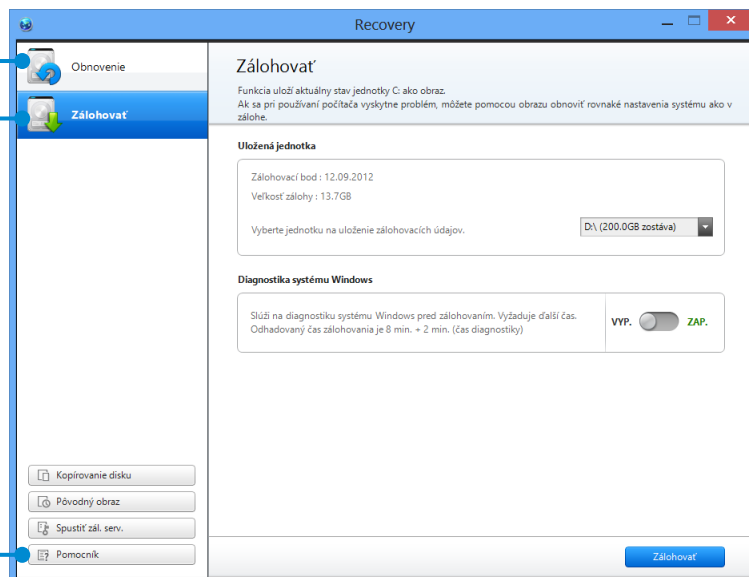 Recovery
Obnovenie
Zálohovať
Zálohovať
Funkcia uloží aktuálny stav jednotky C: ako obraz.
Ak sa pri používaní počítača vyskytne problém, môžete pomocou obrazu obnoviť rovnaké nastavenia systému ako v
zálohe.
Uložená jednotka
Zálohovací bod : 12.09.2012
Veľkosť zálohy : 13.7GB
Vyberte jednotku na uloženie zálohovacích údajov.
D:\ (200.0GB zostáva)
Diagnostika systému Windows
Slúži na diagnostiku systému Windows pred zálohovaním. Vyžaduje ďalší čas.
Odhadovaný čas zálohovania je 8 min. + 2 min. (čas diagnostiky)
VYP.
ZAP.
Kopírovanie disku
Pôvodný obraz
Spustiť zál. serv.
Pomocník
Zálohovať